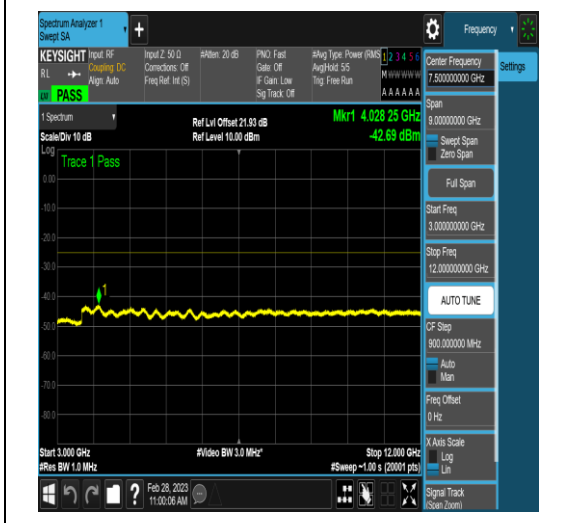 Spectrum Analyzer 1
Swept SA
+
Frequency
KEYSIGHT
RL
PASS
Input: RF
Coupling: DC
Align: Auto
Input Z: 50 Ω
Corrections: Off
Freq Ref: Int (S)
#Atten: 20 dB
PNO: Fast
Gate: Off
IF Gain: Low
Sig Track: Off
#Avg Type: Power (RMS
Avg|Hold: 5/5
Trig: Free Run
1 2 3 4 5 6
M W W W W W
A A A A A A
1 Spectrum
Scale/Div 10 dB
Ref Lvl Offset 21.93 dB
Ref Level 10.00 dBm
Mkr1 4.028 25 GHz
-42.69 dBm
Log
Trace 1 Pass
0.00
-10.0
-20.0
-30.0
-40.0
-50.0
-60.0
-70.0
-80.0
1
Start 3.000 GHz
#Res BW 1.0 MHz
#Video BW 3.0 MHz*
Stop 12.000 GHz
#Sweep ~1.00 s (20001 pts)
?
Feb 28, 2023
11:00:06 AM
Settings
Center Frequency
7.500000000 GHz
Span
9.00000000 GHz
Swept Span
Zero Span
Full Span
Start Freq
3.000000000 GHz
Stop Freq
12.000000000 GHz
AUTO TUNE
CF Step
900.000000 MHz
Auto
Man
Freq Offset
0 Hz
X Axis Scale
Log
Lin
Signal Track
(Span Zoom)